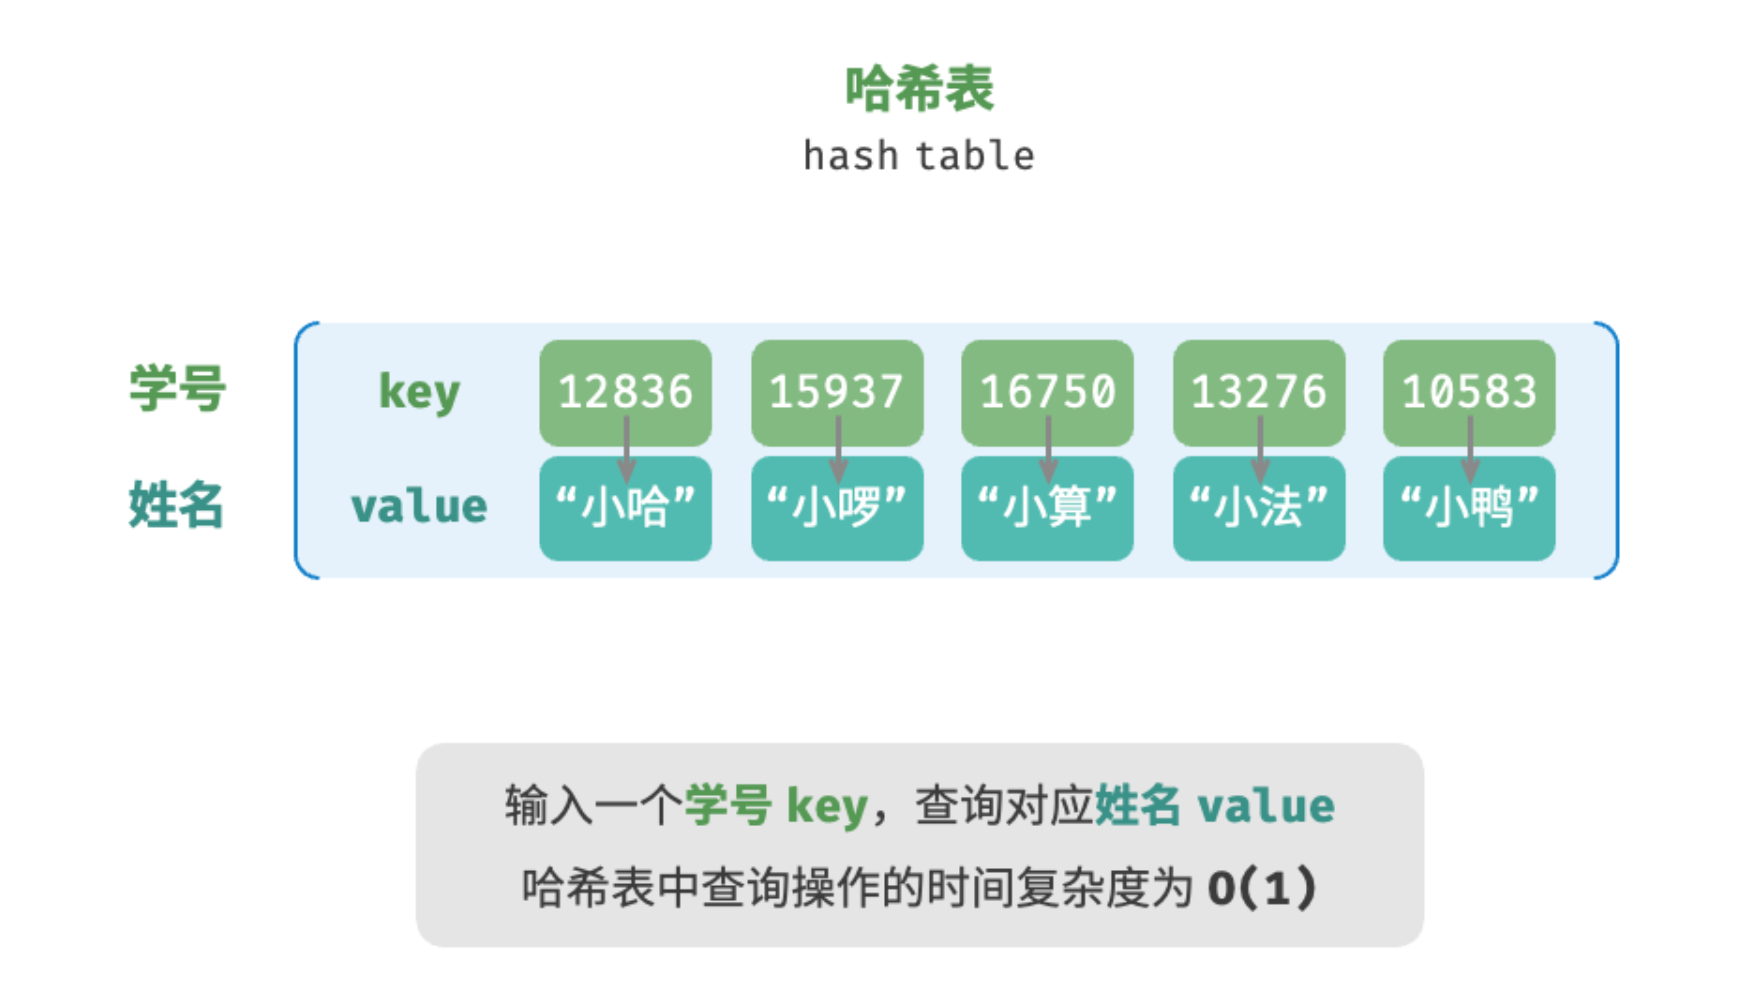 哈希表
hash table
学号 key 12836 15937 16750 13276 10583
姓名 value “小哈” “小啰” “小算” “小法” “小鸭”
输入一个学号 key，查询对应姓名 value
哈希表中查询操作的时间复杂度为 O(1)